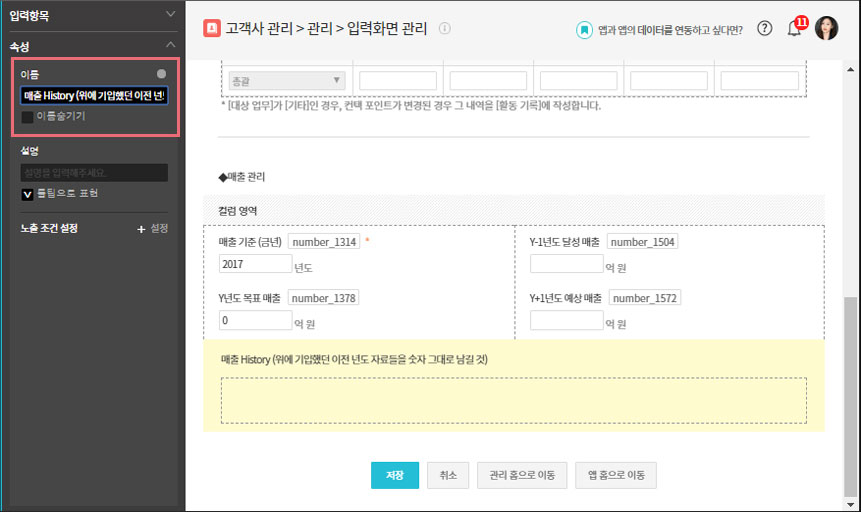 입력항목
속성
이름
매출 History (위에 기입했던 이전 년
이름숨기기
설명
설명을 입력해주세요.
툴팁으로 표현
노출 조건 설정 + 설정
고객사 관리 > 관리 > 입력화면 관리
앱과 앱의 데이터를 연동하고 싶다면?
11
종괄
* [대상 업무]가 [기타]인 경우, 컨택 포인트가 변경된 경우 그 내역을 [활동 기록]에 작성합니다.
◆매출 관리
컬럼 영역
매출 기준 (금년) number_1314 *
2017 년도
Y-1년도 달성 매출 number_1504
억 원
Y년도 목표 매출 number_1378
0 억 원
Y+1년도 예상 매출 number_1572
억 원
매출 History (위에 기입했던 이전 년도 자료들을 숫자 그대로 남길 것)
저장 취소 관리 홈으로 이동 앱 홈으로 이동